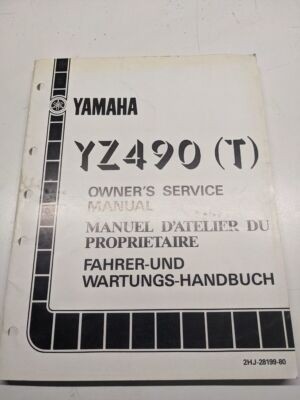 YAMAHA
YZ490 (T)
OWNER'S SERVICE
MANUAL
MANUEL D'ATELIER DU
PROPRIETAIRE
FAHRER-UND
WARTUNGS-HANDBUCH
2HJ-28199-80